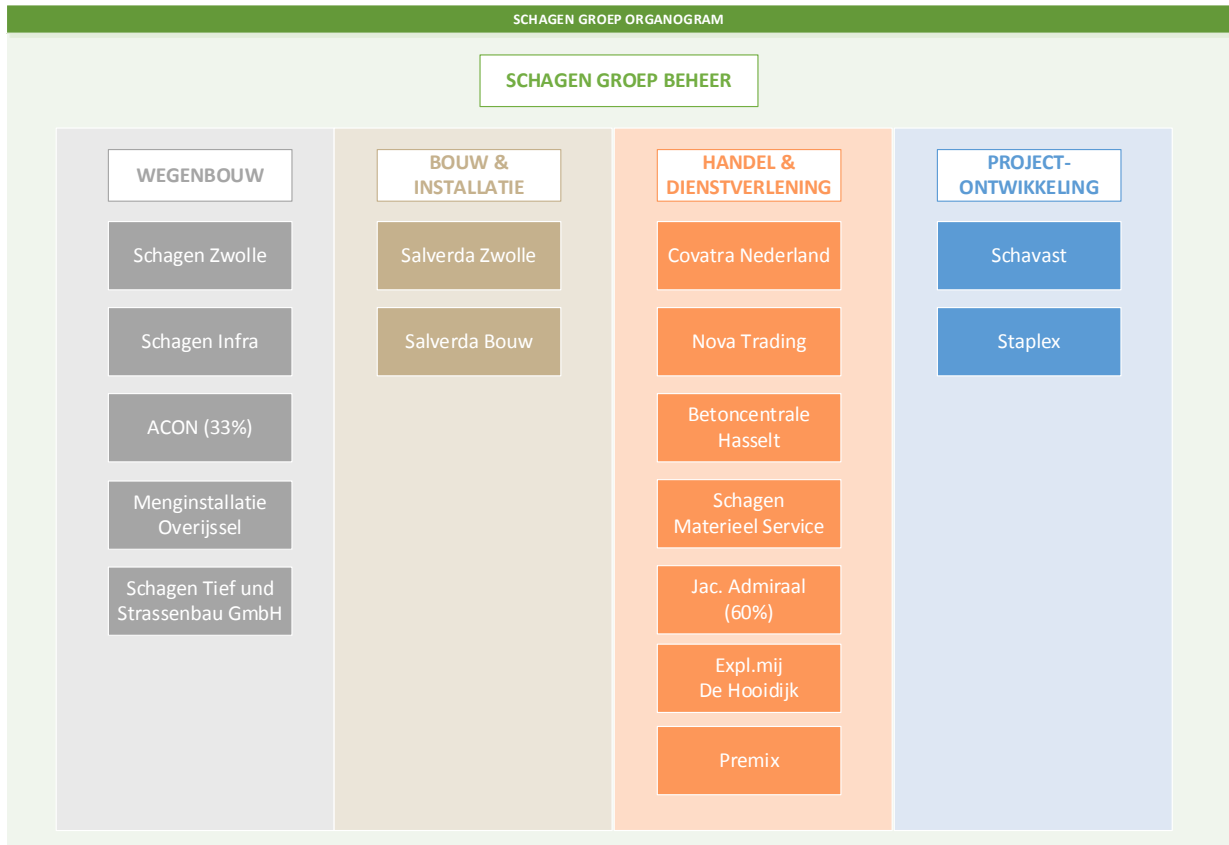 SCHAGEN GROEP ORGANOGRAM
SCHAGEN GROEP BEHEER
WEGENBOUW
Schagen Zwolle
Schagen Infra
ACON (33%)
Menginstallatie
Overijssel
Schagen Tief und
Strassenbau GmbH
BOUW &
INSTALLATIE
Salverda Zwolle
Salverda Bouw
HANDEL &
DIENSTVERLENING
Covatra Nederland
Nova Trading
Betoncentrale
Hasselt
Schagen
Materieel Service
Jac. Admiraal
(60%)
Expl.mij
De Hooidijk
Premix
PROJECT-
ONTWIKKELING
Schavast
Staplex